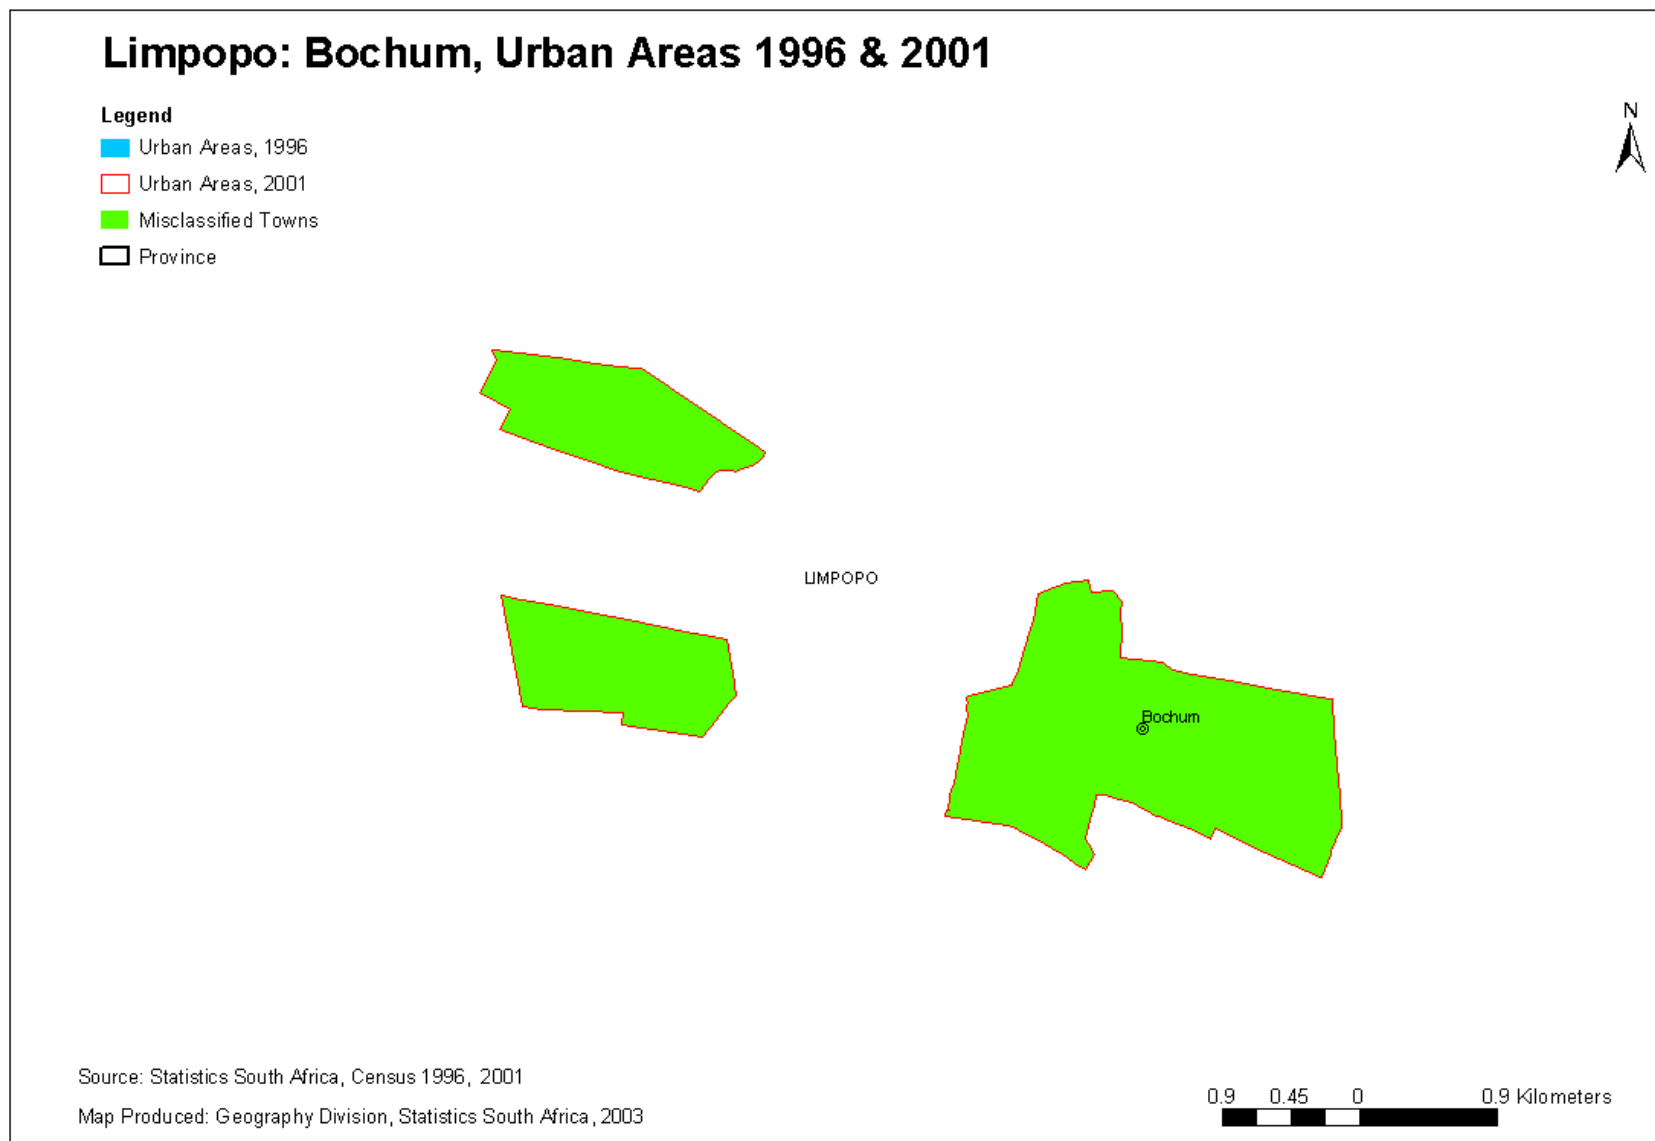 Limpopo: Bochum, Urban Areas 1996 & 2001
Legend
Urban Areas, 1996
Urban Areas, 2001
Misclassified Towns
Province
N
LIMPOPO
Bochum
Source: Statistics South Africa, Census 1996, 2001
Map Produced: Geography Division, Statistics South Africa, 2003
0.9 0.45 0 0.9 Kilometers